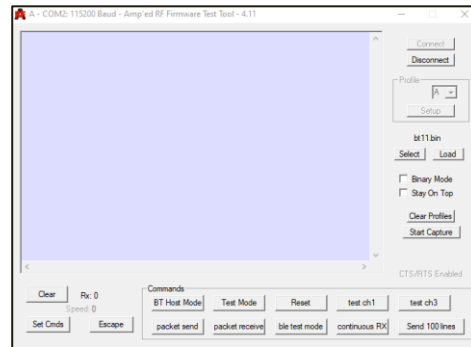 A - COM2: 115200 Baud - Amp'ed RF Firmware Test Tool - 4.11
Connect
Disconnect
Profile
A
Setup
bt11.bin
Select Load
Binary Mode
Stay On Top
Clear Profiles
Start Capture
CTS/RTS Enabled
Clear Rx: 0
Speed: 0
Set Cmds Escape
Commands
BT Host Mode Test Mode Reset test ch1 test ch3
packet send packet receive ble test mode continuous RX Send 100 lines